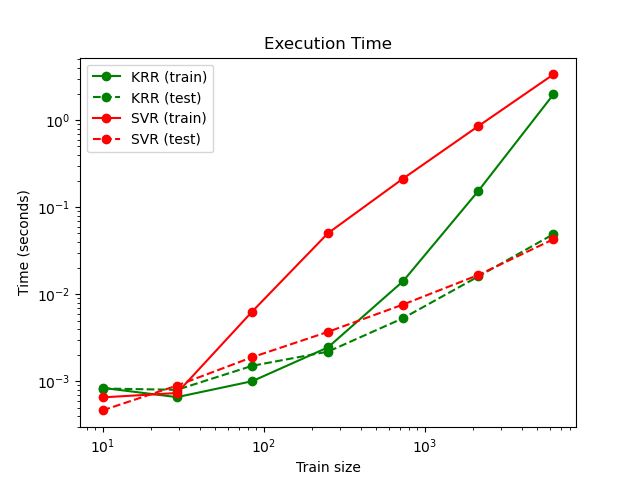 Execution Time
KRR (train)
KRR (test)
SVR (train)
SVR (test)
Time (seconds)
10⁰
10⁻¹
10⁻²
10⁻³
10¹
10²
10³
Train size